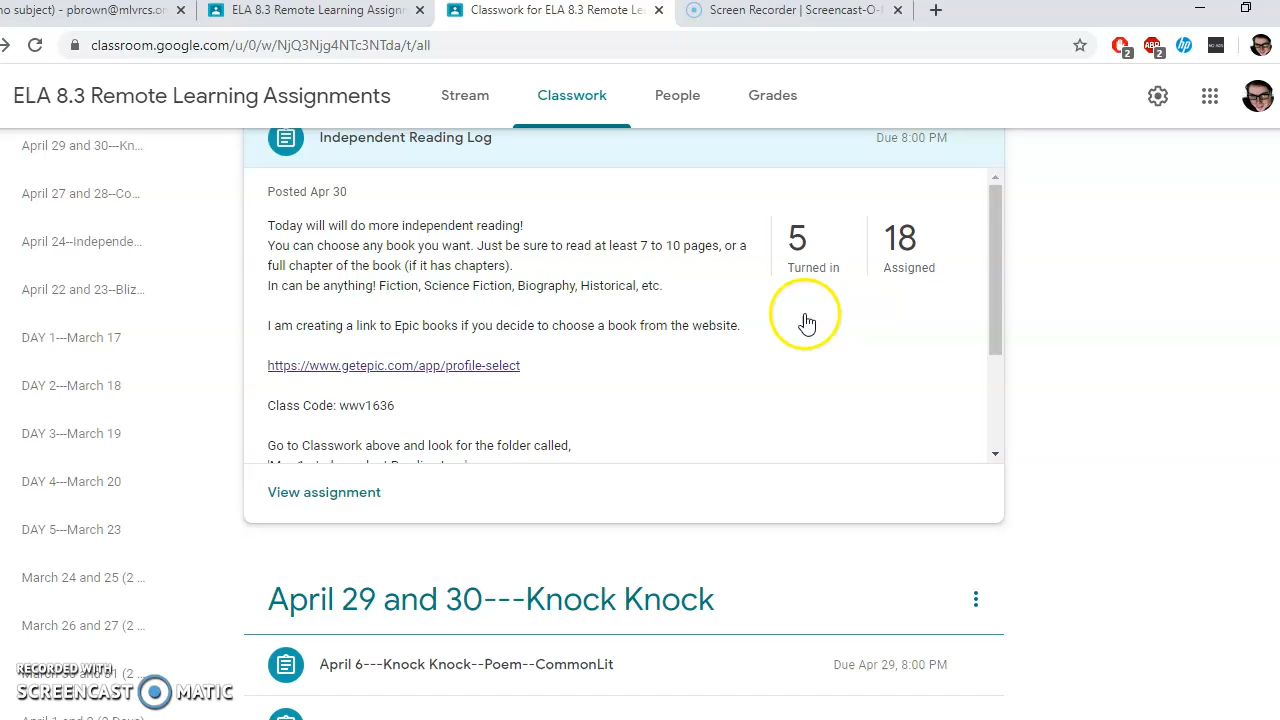 no subject) - pbrown@mlvrcs.or
ELA 8.3 Remote Learning Assignm
Classwork for ELA 8.3 Remote Le
Screen Recorder | Screencast-O-
classroom.google.com/u/0/w/NjQ3Njg4NTc3NTda/t/all
2
2
ELA 8.3 Remote Learning Assignments
Stream
Classwork
People
Grades
April 29 and 30---Kn...
April 27 and 28--Co...
April 24--Independe...
April 22 and 23--Bliz...
DAY 1---March 17
DAY 2---March 18
DAY 3---March 19
DAY 4---March 20
DAY 5---March 23
March 24 and 25 (2 ...
March 26 and 27 (2 ...
Independent Reading Log
Due 8:00 PM
Posted Apr 30
Today will will do more independent reading!
You can choose any book you want. Just be sure to read at least 7 to 10 pages, or a
full chapter of the book (if it has chapters).
In can be anything! Fiction, Science Fiction, Biography, Historical, etc.
I am creating a link to Epic books if you decide to choose a book from the website.
https://www.getepic.com/app/profile-select
Class Code: wwv1636
Go to Classwork above and look for the folder called,
5
Turned in
18
Assigned
View assignment
April 29 and 30---Knock Knock
April 6---Knock Knock--Poem--CommonLit
Due Apr 29, 8:00 PM
RECORDED WITH
SCREENCAST MATIC